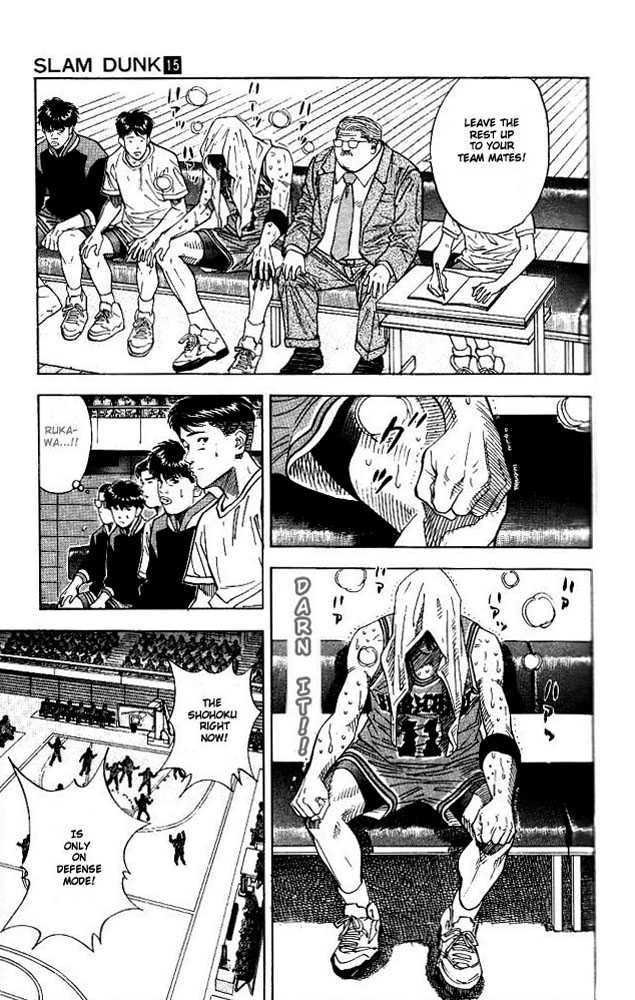 SLAM DUNK 15
LEAVE THE
REST UP
TO YOUR
TEAM MATES!
RUKA-
WA...!!
DARN IT!!
11
THE
SHOHOKU
RIGHT
NOW!
IS
ONLY
ON
DEFENSE
MODE!